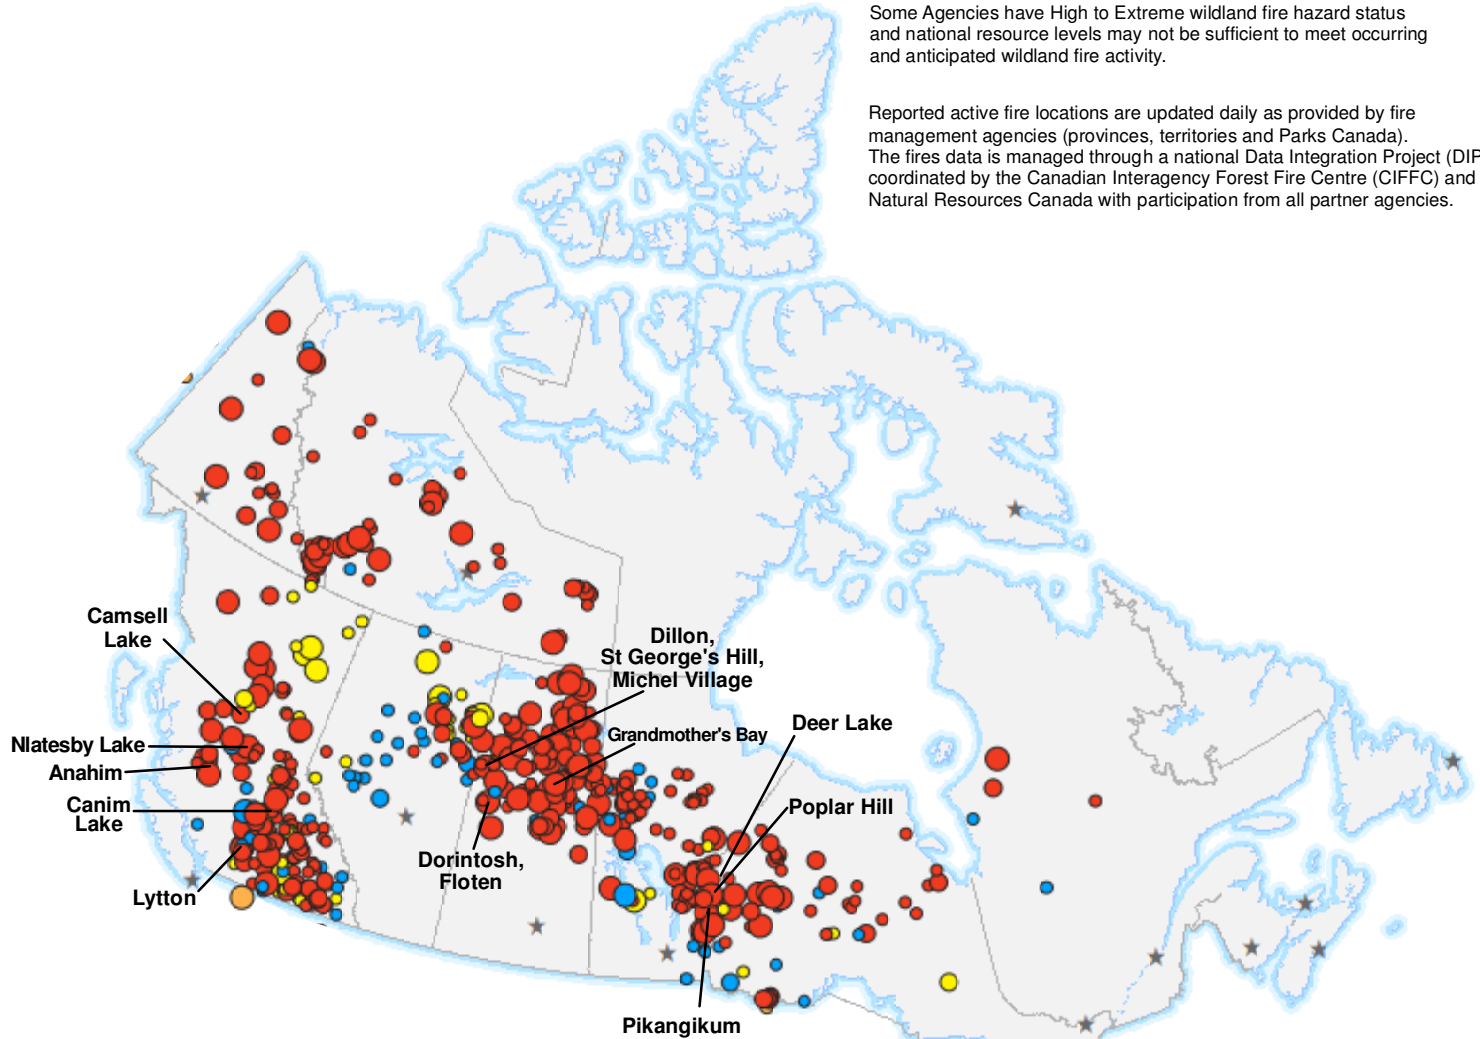 Some Agencies have High to Extreme wildland fire hazard status
and national resource levels may not be sufficient to meet occurring
and anticipated wildland fire activity.
Reported active fire locations are updated daily as provided by fire
management agencies (provinces, territories and Parks Canada).
The fires data is managed through a national Data Integration Project (DIP
coordinated by the Canadian Interagency Forest Fire Centre (CIFFC) and
Natural Resources Canada with participation from all partner agencies.
Camsell
Lake
Dillon,
St George's Hill,
Michel Village
Grandmother's Bay
Deer Lake
Nlatesby Lake
Anahim
Canim
Lake
Poplar Hill
Dorintosh,
Floten
Lytton
Pikangikum